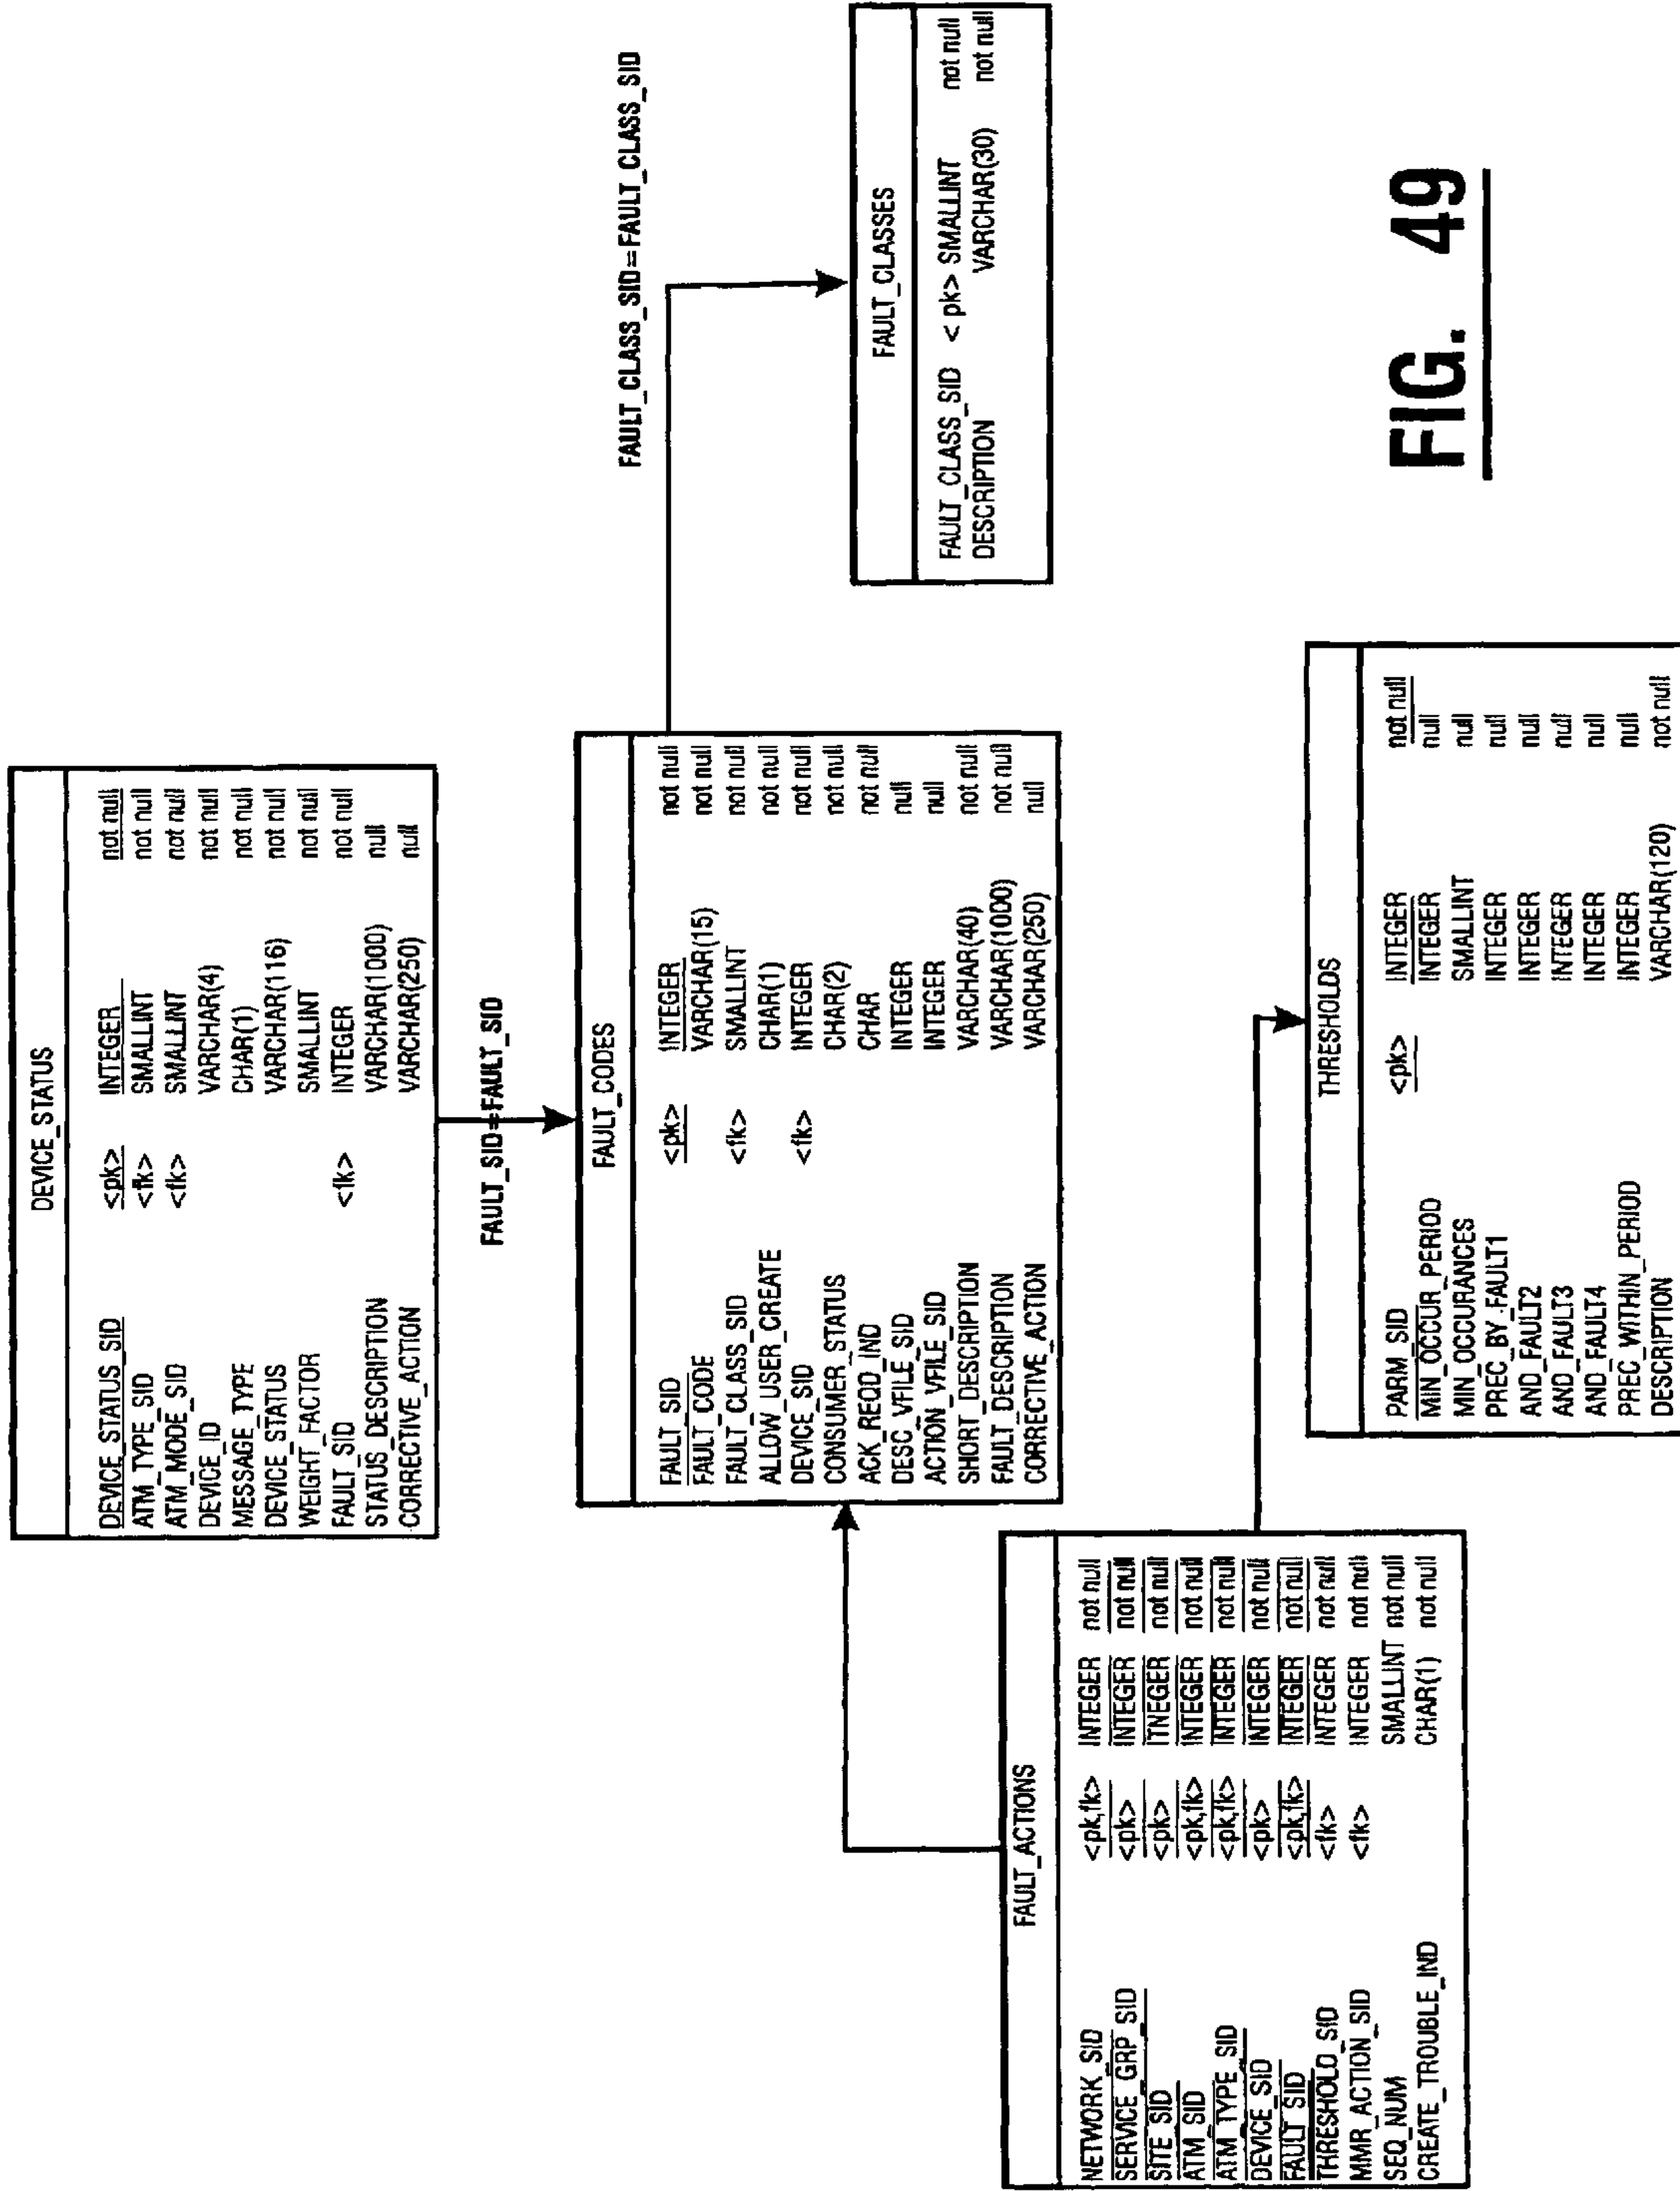 DEVICE_STATUS
DEVICE_STATUS_SID <pk> INTEGER not null
ATM_TYPE_SID <fk> SMALLINT not null
ATM_MODE_SID <fk> SMALLINT not null
DEVICE_ID VARCHAR(4) not null
MESSAGE_TYPE CHAR(1) not null
DEVICE_STATUS VARCHAR(116) not null
WEIGHT_FACTOR SMALLINT not null
FAULT_SID <fk> INTEGER not null
STATUS_DESCRIPTION VARCHAR(1000) null
CORRECTIVE_ACTION VARCHAR(250) null
FAULT_SID=FAULT_SID
FAULT_CLASS_SID=FAULT_CLASS_SID
FAULT_CODES
FAULT_SID <pk> INTEGER not null
FAULT_CODE VARCHAR(15) not null
FAULT_CLASS_SID <fk> SMALLINT not null
ALLOW_USER_CREATE CHAR(1) not null
DEVICE_SID <fk> INTEGER not null
CONSUMER_STATUS CHAR(2) not null
ACK_REQD_IND CHAR not null
DESC_VFILE_SID INTEGER null
ACTION_VFILE_SID INTEGER null
SHORT_DESCRIPTION VARCHAR(40) not null
FAULT_DESCRIPTION VARCHAR(1000) not null
CORRECTIVE_ACTION VARCHAR(250) null
FAULT_CLASSES
FAULT_CLASS_SID < pk> SMALLINT not null
DESCRIPTION VARCHAR(30) not null
FAULT_ACTIONS
NETWORK_SID <pk,fk> INTEGER not null
SERVICE_GRP_SID <pk> INTEGER not null
SITE_SID <pk> ITNEGER not null
ATM_SID <pk,fk> INTEGER not null
ATM_TYPE_SID <pk,fk> INTEGER not null
DEVICE_SID <pk> INTEGER not null
FAULT_SID <pk,fk> INTEGER not null
THRESHOLD_SID <fk> INTEGER not null
MMR_ACTION_SID <fk> INTEGER not null
SEQ_NUM SMALLINT not null
CREATE_TROUBLE_IND CHAR(1) not null
THRESHOLDS
PARM_SID <pk> INTEGER not null
MIN_OCCUR_PERIOD INTEGER null
MIN_OCCURANCES SMALLINT null
PREC_BY_FAULT1 INTEGER null
AND_FAULT2 INTEGER null
AND_FAULT3 INTEGER null
AND_FAULT4 INTEGER null
PREC_WITHIN_PERIOD INTEGER null
DESCRIPTION VARCHAR(120) not null
FIG. 49